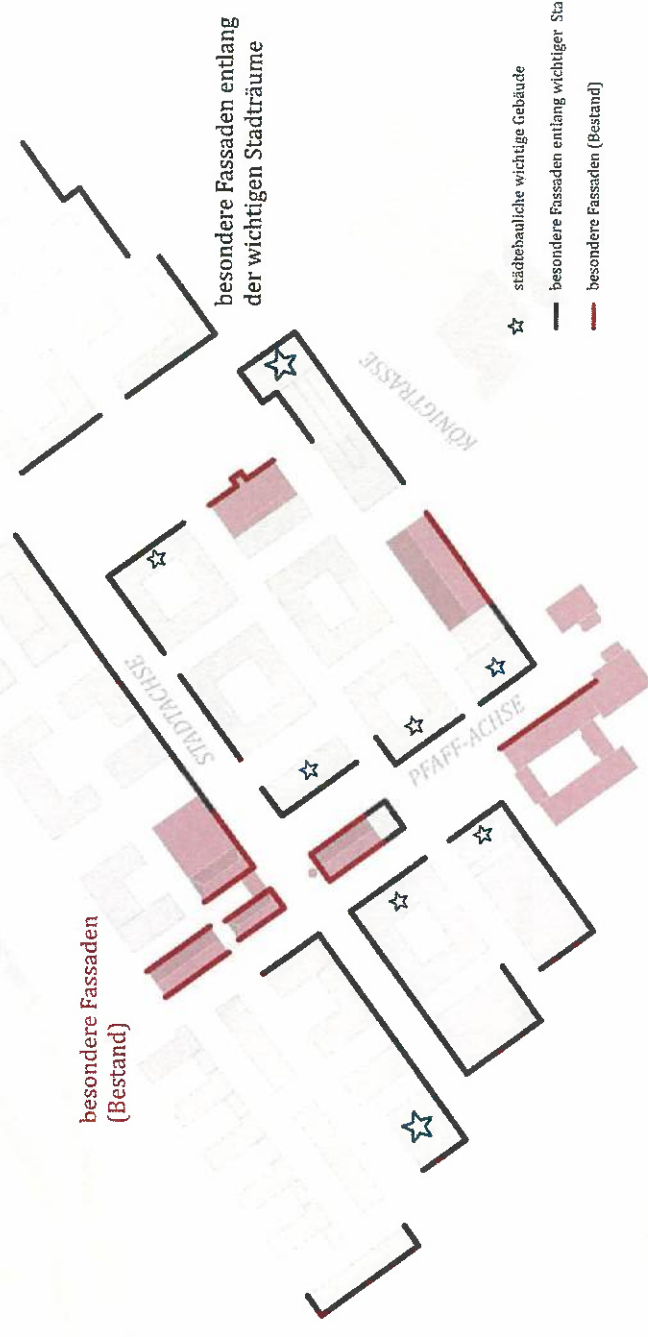 besondere Fassaden entlang
der wichtigen Stadträume
besondere Fassaden
(Bestand)
STADTACHSE
KÖNIGTRASSE
PFAFF-ACHSE
städtebauliche wichtige Gebäude
besondere Fassaden entlang wichtiger Sta
besondere Fassaden (Bestand)